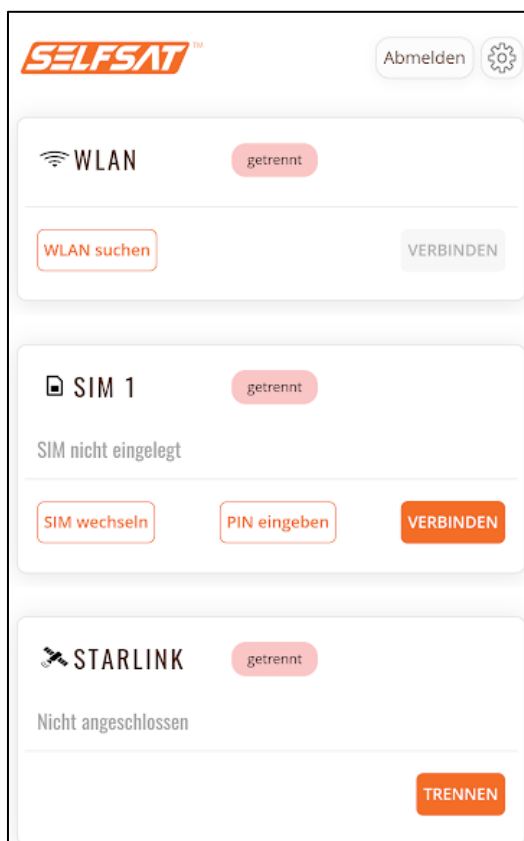 SELFSAT™
Abmelden
WLAN
getrennt
WLAN suchen
VERBINDEN
SIM 1
getrennt
SIM nicht eingelegt
SIM wechseln
PIN eingeben
VERBINDEN
STARLINK
getrennt
Nicht angeschlossen
TRENNEN